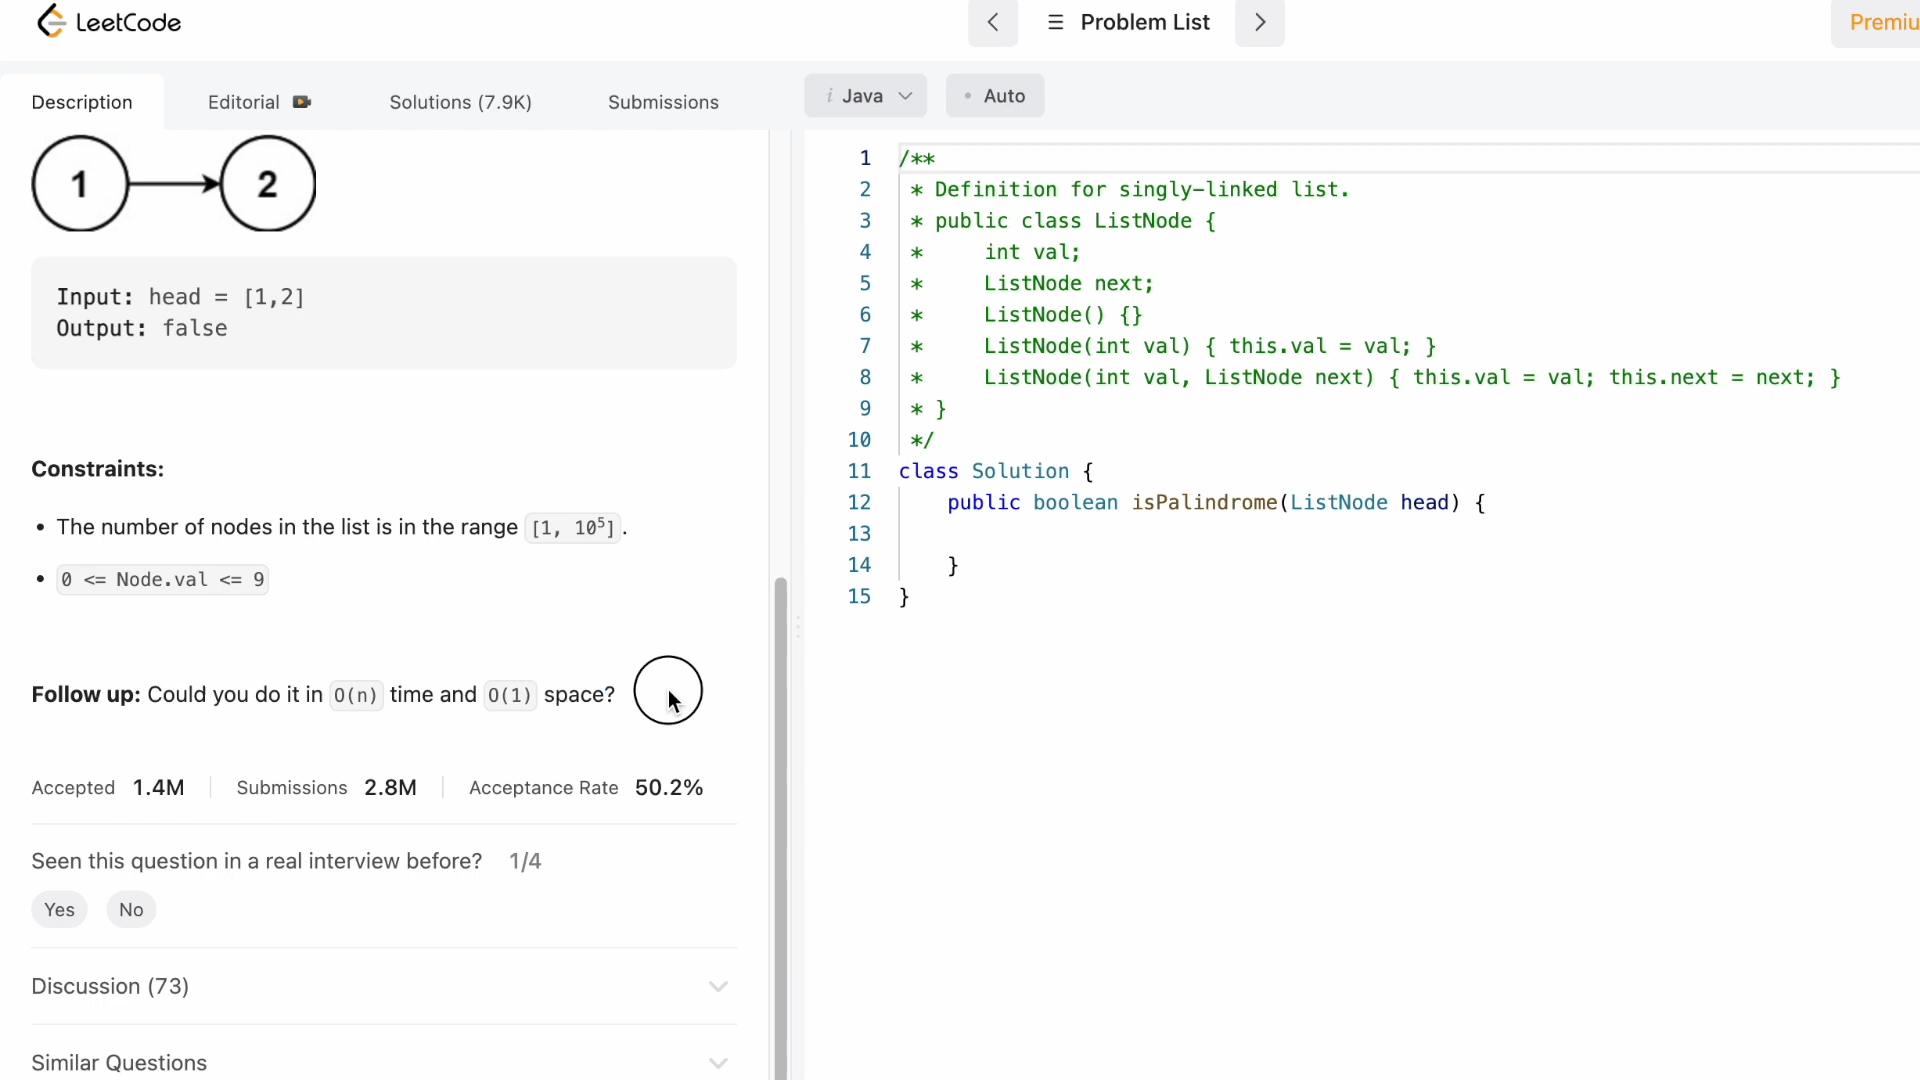 LeetCode
Problem List
Premiu
Description
Editorial
Solutions (7.9K)
Submissions
i Java
• Auto
1
2
Input: head = [1,2]
Output: false
Constraints:
• The number of nodes in the list is in the range [1, 10⁵].
• 0 <= Node.val <= 9
Follow up: Could you do it in O(n) time and O(1) space?
Accepted 1.4M
Submissions 2.8M
Acceptance Rate 50.2%
Seen this question in a real interview before? 1/4
Yes
No
Discussion (73)
Similar Questions
1 /**
2  * Definition for singly-linked list.
3  * public class ListNode {
4  *     int val;
5  *     ListNode next;
6  *     ListNode() {}
7  *     ListNode(int val) { this.val = val; }
8  *     ListNode(int val, ListNode next) { this.val = val; this.next = next; }
9  * }
10  */
11 class Solution {
12     public boolean isPalindrome(ListNode head) {
13
14     }
15 }